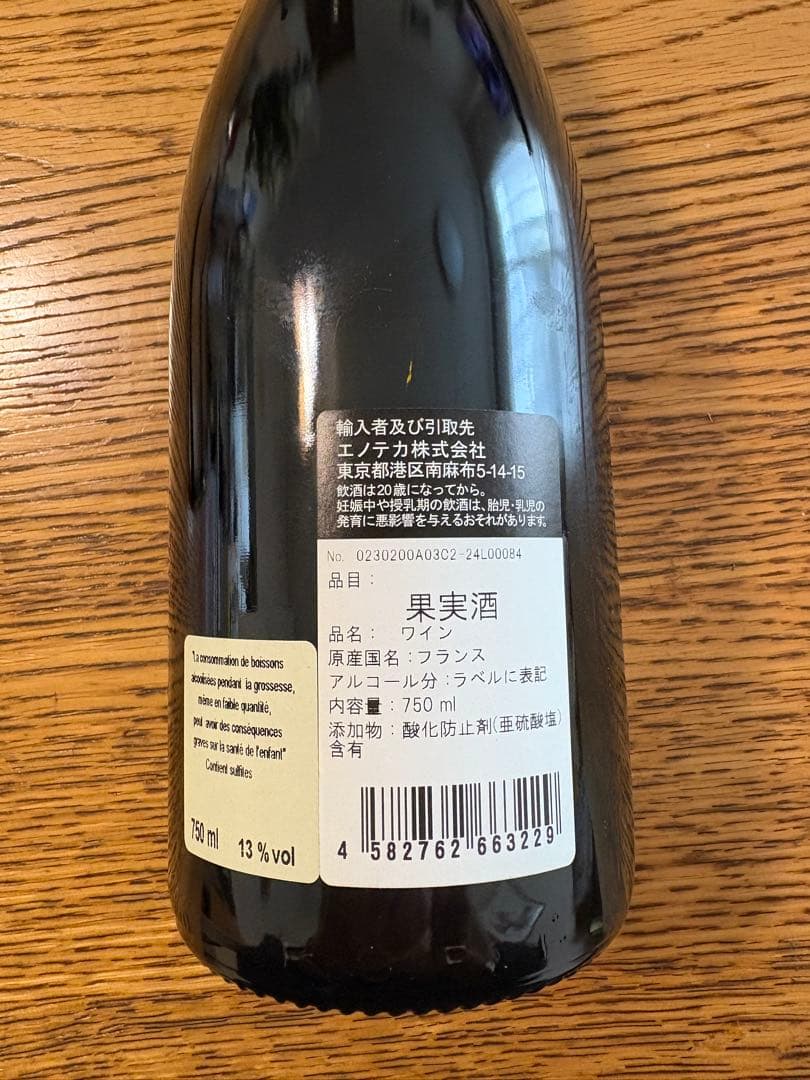 輸入者及び引取先
エノテカ株式会社
東京都港区南麻布5-14-15
飲酒は20歳になってから。
妊娠中や授乳期の飲酒は、胎児・乳児の
発育に悪影響を与えるおそれがあります。
No. 0230200A03C2-24L00084
品目：
果実酒
品名： ワイン
原産国名：フランス
アルコール分：ラベルに表記
内容量：750 ml
添加物：酸化防止剤(亜硫酸塩)
含有
4 582762 663229
"La consommation de boissons
alcoolisées pendant la grossesse,
même en faible quantité,
peut avoir des conséquences
graves sur la santé de l'enfant"
Contient sulfites
750 ml 13 % vol